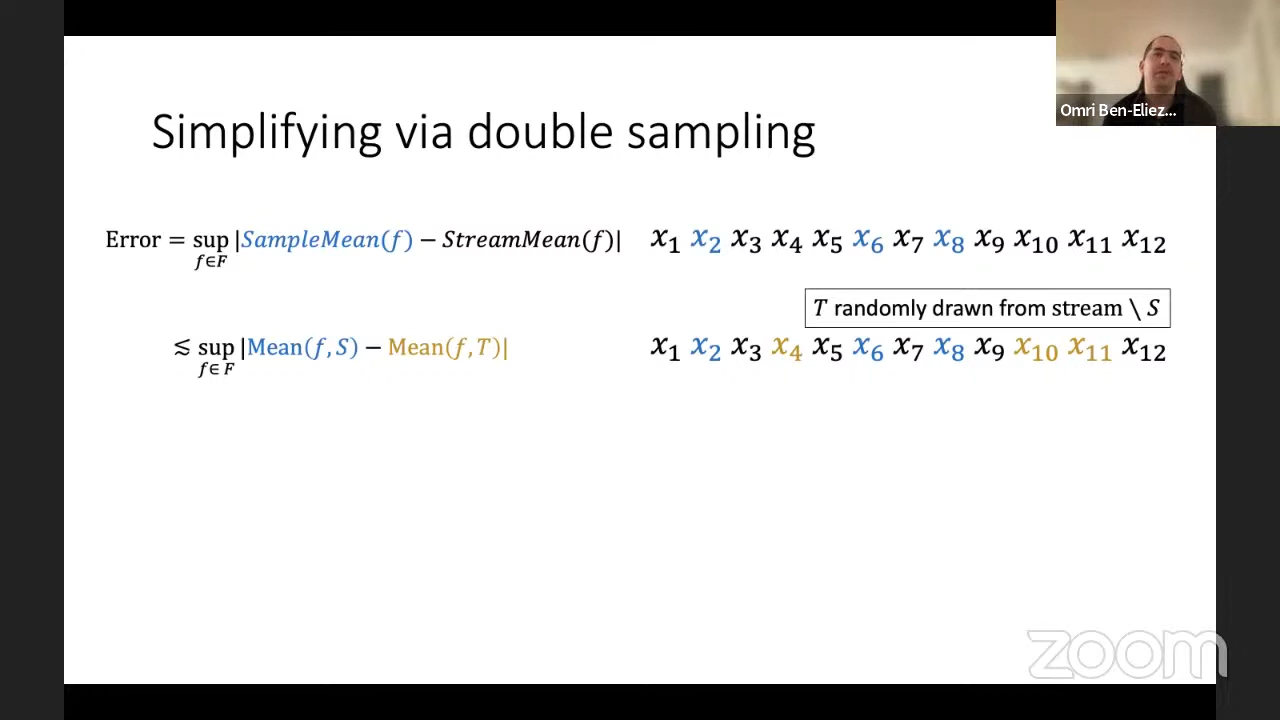 Omri Ben-Eliez...
Simplifying via double sampling
Error = sup |SampleMean(f) − StreamMean(f)| x₁ x₂ x₃ x₄ x₅ x₆ x₇ x₈ x₉ x₁₀ x₁₁ x₁₂
f∈F
T randomly drawn from stream \ S
≲ sup |Mean(f, S) − Mean(f, T)| x₁ x₂ x₃ x₄ x₅ x₆ x₇ x₈ x₉ x₁₀ x₁₁ x₁₂
f∈F
zoom